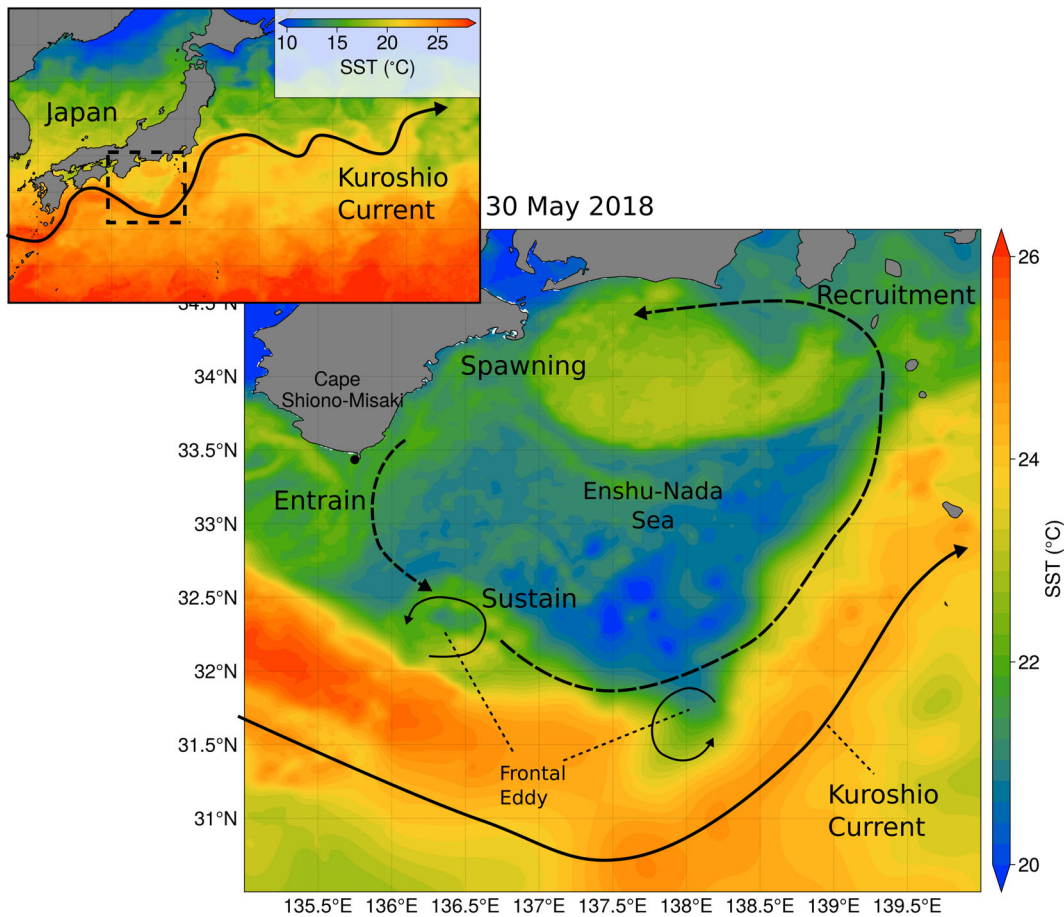 10 15 20 25
SST (°C)
Japan
Kuroshio
Current
30 May 2018
34.5°N
34°N
33.5°N
33°N
32.5°N
32°N
31.5°N
31°N
Recruitment
Spawning
Cape
Shiono-Misaki
Entrain
Enshu-Nada
Sea
Sustain
Frontal
Eddy
Kuroshio
Current
26
24
22
20
SST (°C)
135.5°E 136°E 136.5°E 137°E 137.5°E 138°E 138.5°E 139°E 139.5°E